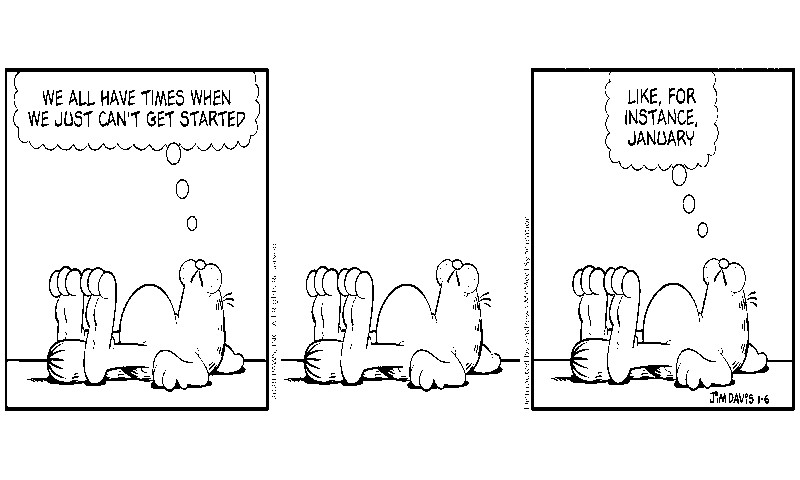 WE ALL HAVE TIMES WHEN
WE JUST CAN'T GET STARTED
LIKE, FOR
INSTANCE,
JANUARY
JIM DAVIS 1-6